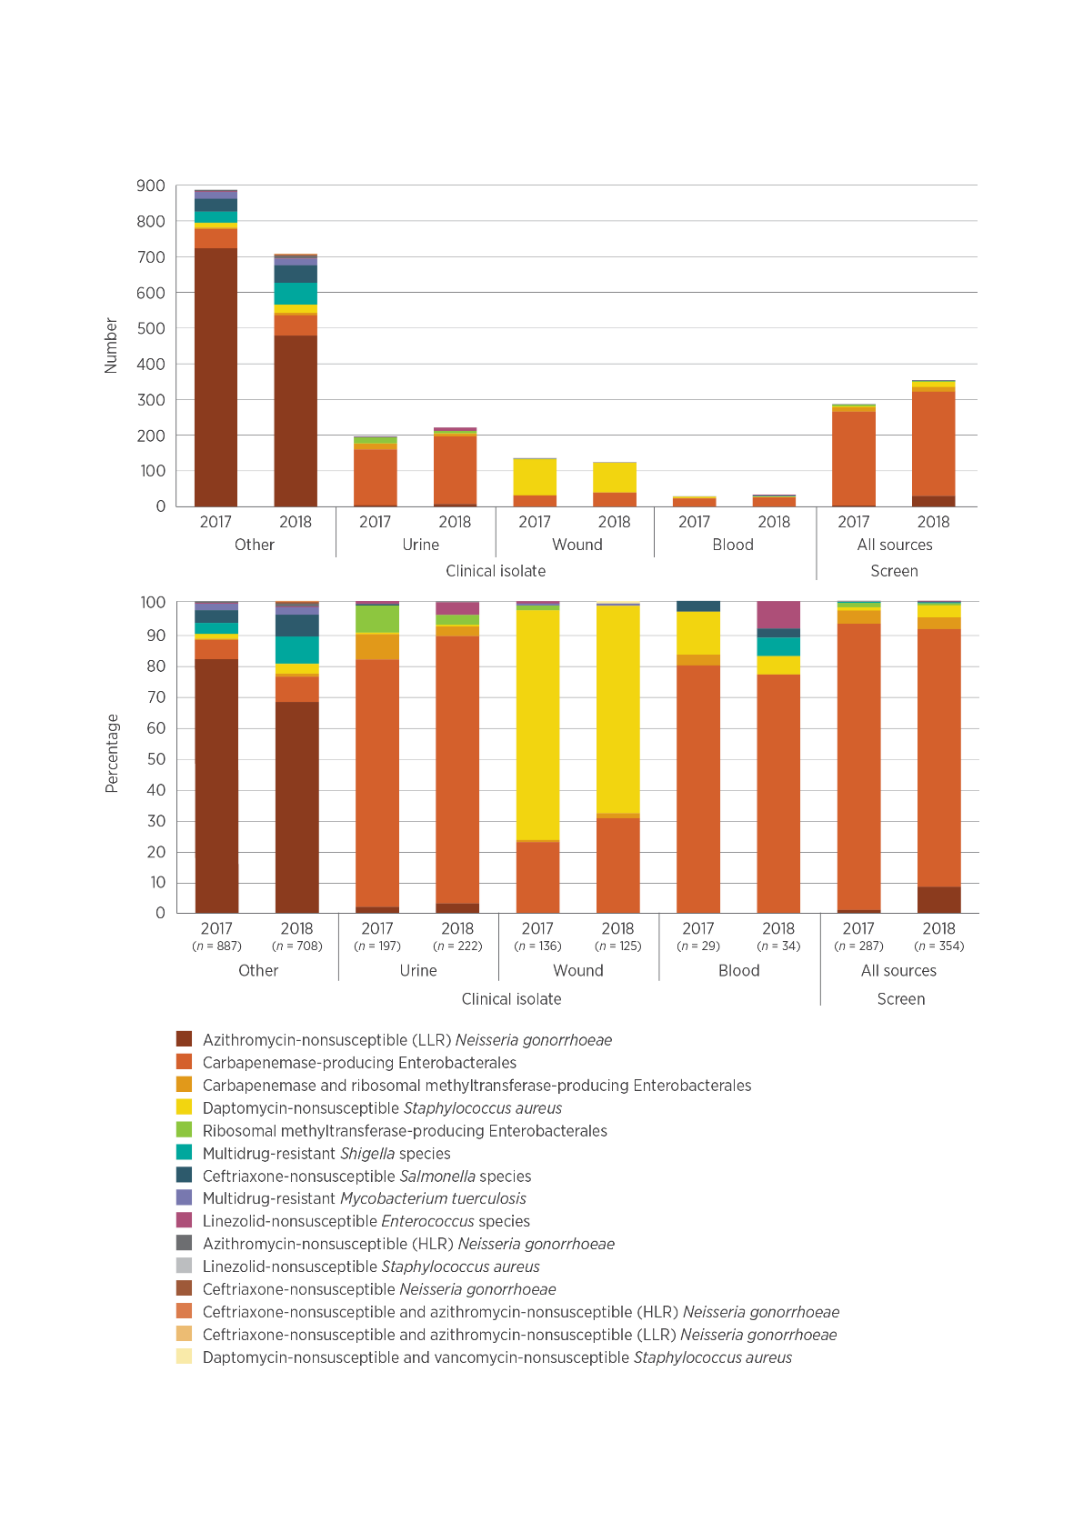 900
800
700
600
500
400
300
200
100
0
Number
2017 2018 2017 2018 2017 2018 2017 2018 2017 2018
Other Urine Wound Blood All sources
Clinical isolate Screen
100
90
80
70
60
50
40
30
20
10
0
Percentage
2017 2018 2017 2018 2017 2018 2017 2018 2017 2018
(n = 887) (n = 708) (n = 197) (n = 222) (n = 136) (n = 125) (n = 29) (n = 34) (n = 287) (n = 354)
Other Urine Wound Blood All sources
Clinical isolate Screen
Azithromycin-nonsusceptible (LLR) Neisseria gonorrhoeae
Carbapenemase-producing Enterobacterales
Carbapenemase and ribosomal methyltransferase-producing Enterobacterales
Daptomycin-nonsusceptible Staphylococcus aureus
Ribosomal methyltransferase-producing Enterobacterales
Multidrug-resistant Shigella species
Ceftriaxone-nonsusceptible Salmonella species
Multidrug-resistant Mycobacterium tuerculosis
Linezolid-nonsusceptible Enterococcus species
Azithromycin-nonsusceptible (HLR) Neisseria gonorrhoeae
Linezolid-nonsusceptible Staphylococcus aureus
Ceftriaxone-nonsusceptible Neisseria gonorrhoeae
Ceftriaxone-nonsusceptible and azithromycin-nonsusceptible (HLR) Neisseria gonorrhoeae
Ceftriaxone-nonsusceptible and azithromycin-nonsusceptible (LLR) Neisseria gonorrhoeae
Daptomycin-nonsusceptible and vancomycin-nonsusceptible Staphylococcus aureus